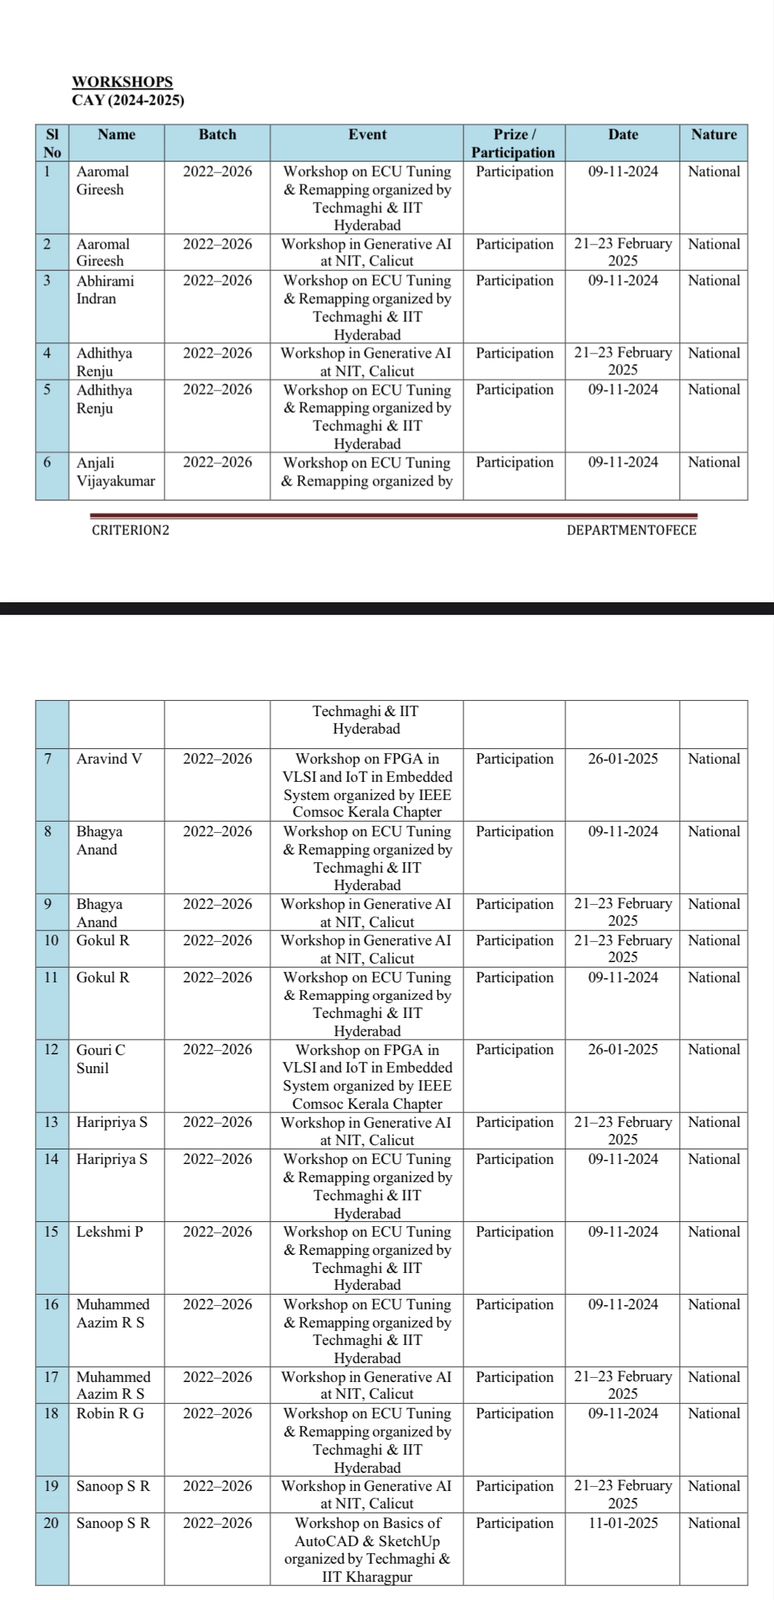 WORKSHOPS
CAY (2024-2025)
Sl No | Name | Batch | Event | Prize / Participation | Date | Nature
1 | Aaromal Gireesh | 2022–2026 | Workshop on ECU Tuning & Remapping organized by Techmaghi & IIT Hyderabad | Participation | 09-11-2024 | National
2 | Aaromal Gireesh | 2022–2026 | Workshop in Generative AI at NIT, Calicut | Participation | 21–23 February 2025 | National
3 | Abhirami Indran | 2022–2026 | Workshop on ECU Tuning & Remapping organized by Techmaghi & IIT Hyderabad | Participation | 09-11-2024 | National
4 | Adhithya Renju | 2022–2026 | Workshop in Generative AI at NIT, Calicut | Participation | 21–23 February 2025 | National
5 | Adhithya Renju | 2022–2026 | Workshop on ECU Tuning & Remapping organized by Techmaghi & IIT Hyderabad | Participation | 09-11-2024 | National
6 | Anjali Vijayakumar | 2022–2026 | Workshop on ECU Tuning & Remapping organized by | Participation | 09-11-2024 | National
CRITERION2 DEPARTMENTOFECE
Techmaghi & IIT Hyderabad
7 | Aravind V | 2022–2026 | Workshop on FPGA in VLSI and IoT in Embedded System organized by IEEE Comsoc Kerala Chapter | Participation | 26-01-2025 | National
8 | Bhagya Anand | 2022–2026 | Workshop on ECU Tuning & Remapping organized by Techmaghi & IIT Hyderabad | Participation | 09-11-2024 | National
9 | Bhagya Anand | 2022–2026 | Workshop in Generative AI at NIT, Calicut | Participation | 21–23 February 2025 | National
10 | Gokul R | 2022–2026 | Workshop in Generative AI at NIT, Calicut | Participation | 21–23 February 2025 | National
11 | Gokul R | 2022–2026 | Workshop on ECU Tuning & Remapping organized by Techmaghi & IIT Hyderabad | Participation | 09-11-2024 | National
12 | Gouri C Sunil | 2022–2026 | Workshop on FPGA in VLSI and IoT in Embedded System organized by IEEE Comsoc Kerala Chapter | Participation | 26-01-2025 | National
13 | Haripriya S | 2022–2026 | Workshop in Generative AI at NIT, Calicut | Participation | 21–23 February 2025 | National
14 | Haripriya S | 2022–2026 | Workshop on ECU Tuning & Remapping organized by Techmaghi & IIT Hyderabad | Participation | 09-11-2024 | National
15 | Lekshmi P | 2022–2026 | Workshop on ECU Tuning & Remapping organized by Techmaghi & IIT Hyderabad | Participation | 09-11-2024 | National
16 | Muhammed Aazim R S | 2022–2026 | Workshop on ECU Tuning & Remapping organized by Techmaghi & IIT Hyderabad | Participation | 09-11-2024 | National
17 | Muhammed Aazim R S | 2022–2026 | Workshop in Generative AI at NIT, Calicut | Participation | 21–23 February 2025 | National
18 | Robin R G | 2022–2026 | Workshop on ECU Tuning & Remapping organized by Techmaghi & IIT Hyderabad | Participation | 09-11-2024 | National
19 | Sanoop S R | 2022–2026 | Workshop in Generative AI at NIT, Calicut | Participation | 21–23 February 2025 | National
20 | Sanoop S R | 2022–2026 | Workshop on Basics of AutoCAD & SketchUp organized by Techmaghi & IIT Kharagpur | Participation | 11-01-2025 | National